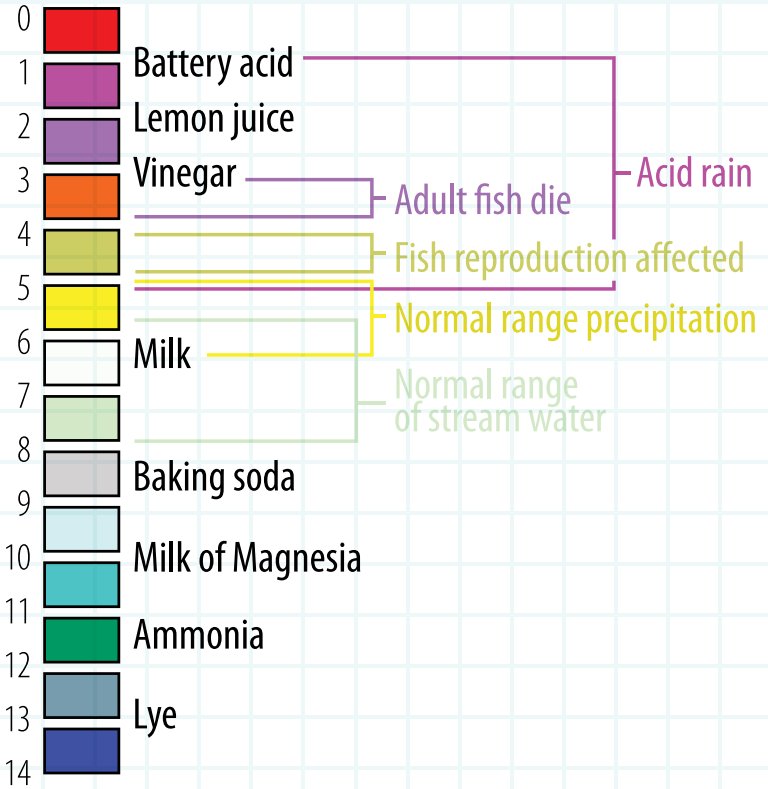 0
Battery acid
1
Lemon juice
2
Vinegar
Acid rain
3
Adult fish die
4
Fish reproduction affected
5
Normal range precipitation
6
Milk
7
Normal range
of stream water
8
Baking soda
9
10
Milk of Magnesia
11
Ammonia
12
13
Lye
14